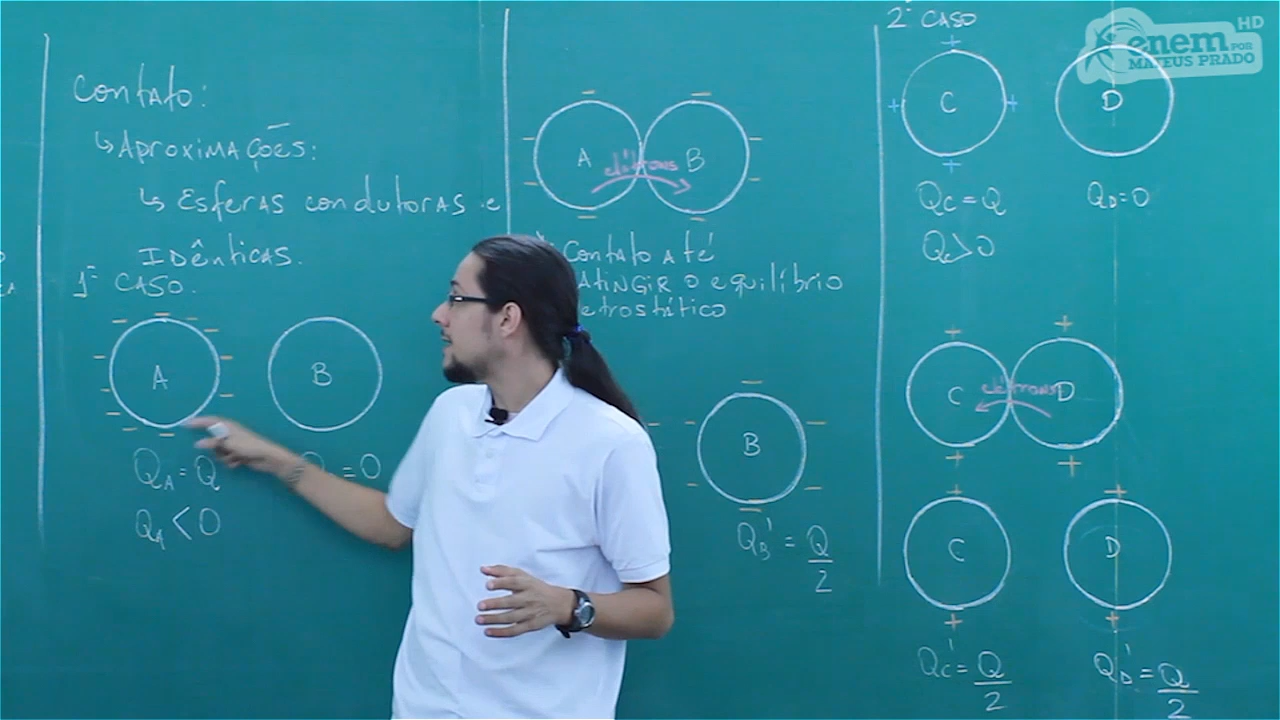 Contato:
↳ Aproximações:
↳ Esferas condutoras e
Idênticas.
1º Caso.
A
B
Q_A = Q
= 0
Q_A < 0
A
B
elétrons
Contato até
atingir o equilíbrio
B
Q_B' = Q/2
2º Caso
C
D
Q_C = Q
Q_D = 0
Q_C > 0
C
D
elétrons
C
D
Q_C' = Q/2
Q_D' = Q/2
enem
POR
MATEUS PRADO
HD